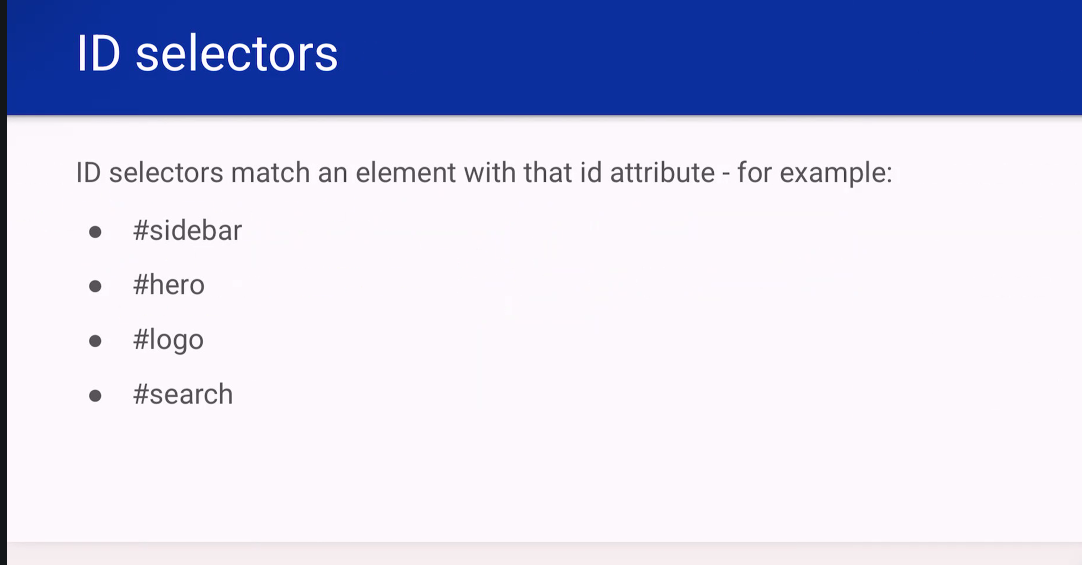 ID selectors
ID selectors match an element with that id attribute - for example:
● #sidebar
● #hero
● #logo
● #search